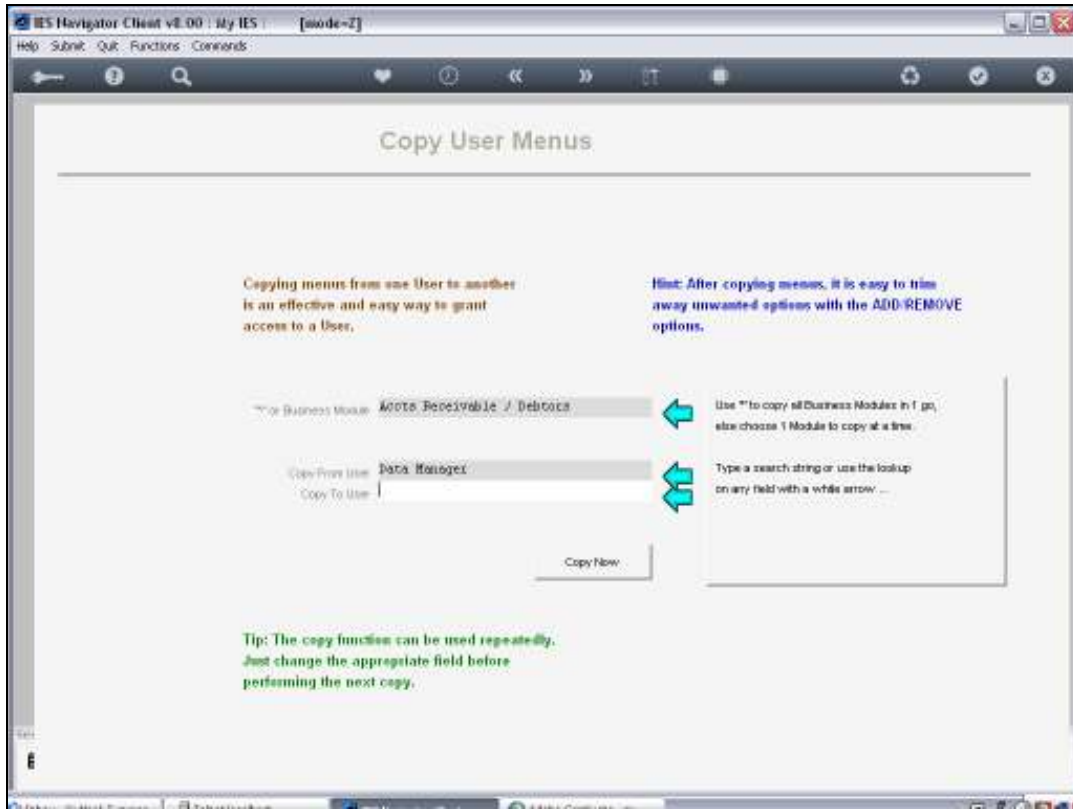 IES Navigator Client v8.00 : My IES : [mode=Z]
Help Submit Quit Functions Commands
Copy User Menus
Copying menus from one User to another
is an effective and easy way to grant
access to a User.
Hint: After copying menus, it is easy to trim
away unwanted options with the ADD/REMOVE
options.
'*' or Business Module Accts Receivable / Debtors
Use '*' to copy all Business Modules in 1 go,
else choose 1 Module to copy at a time.
Copy From User Data Manager
Type a search string or use the lookup
Copy To User
on any field with a while arrow ...
Copy Now
Tip: The copy function can be used repeatedly.
Just change the appropriate field before
performing the next copy.